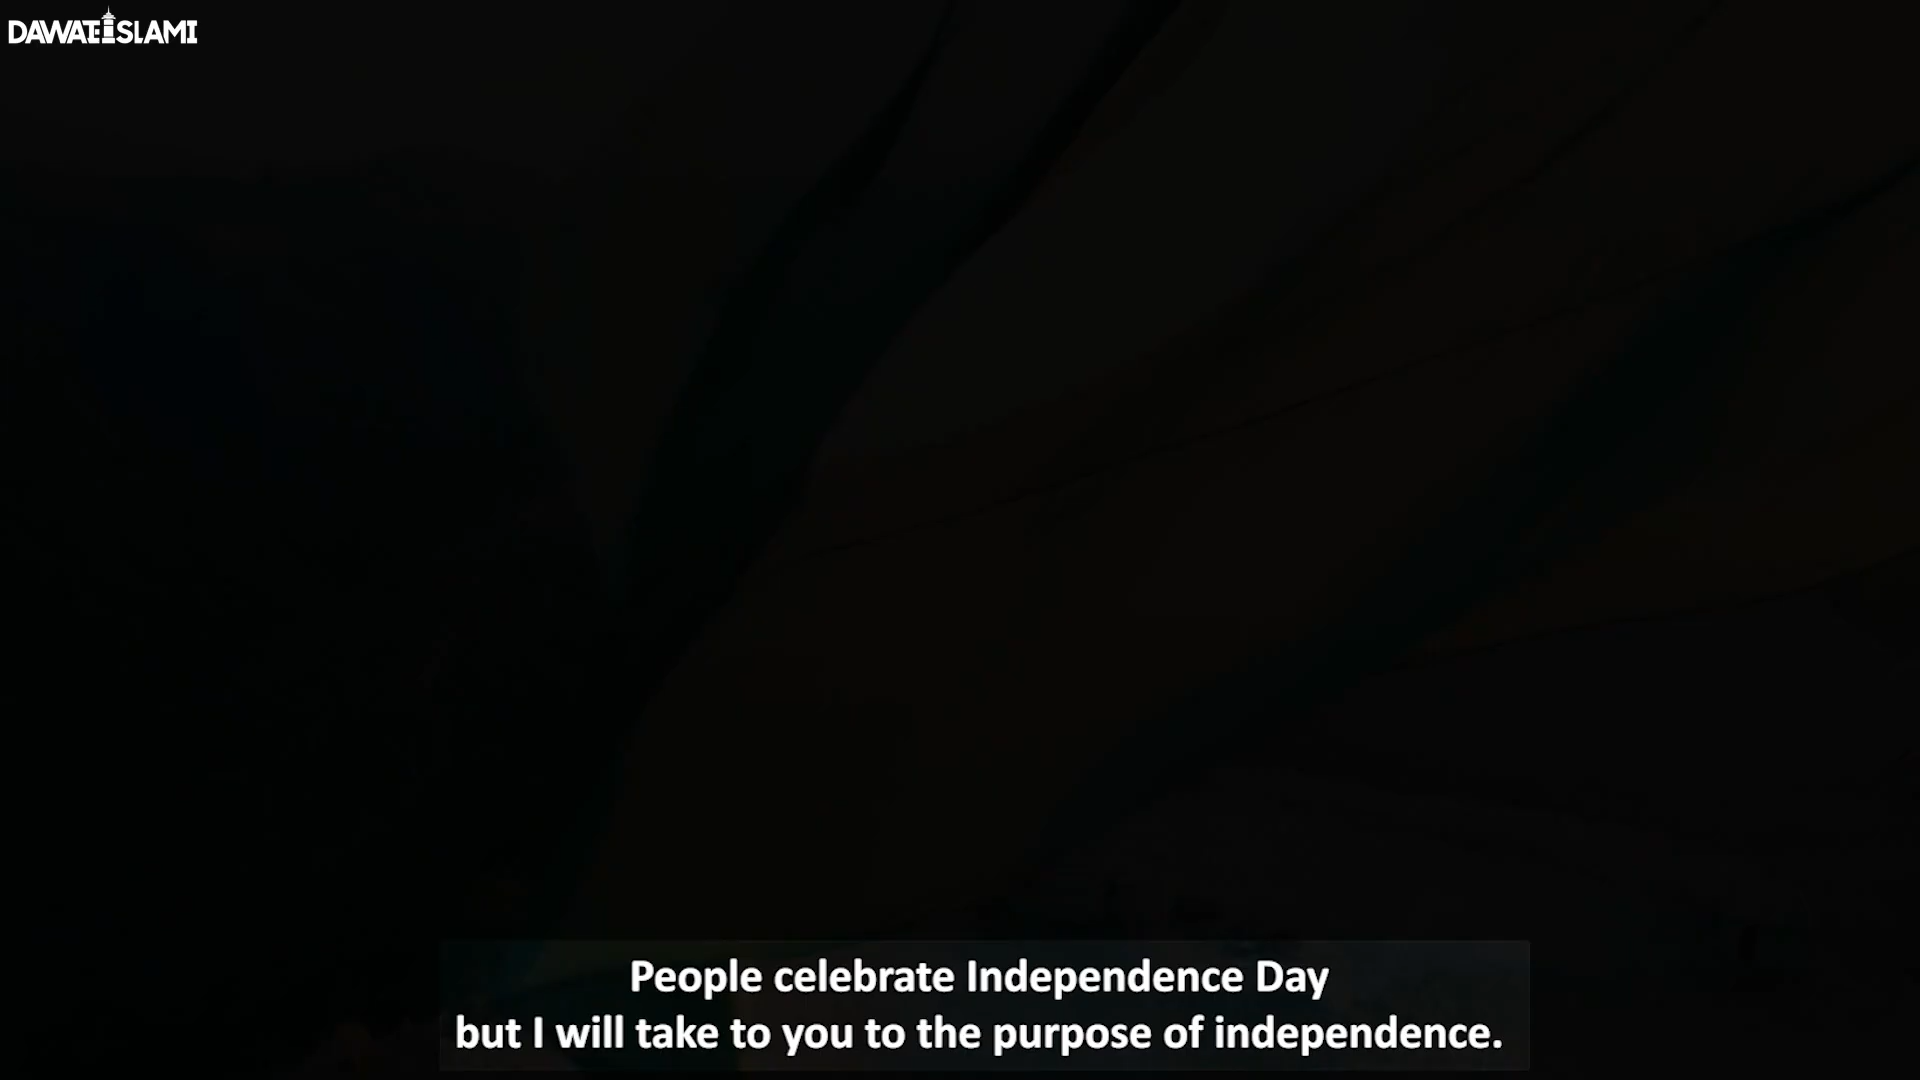 DAWATEISLAMI
People celebrate Independence Day
but I will take to you to the purpose of independence.